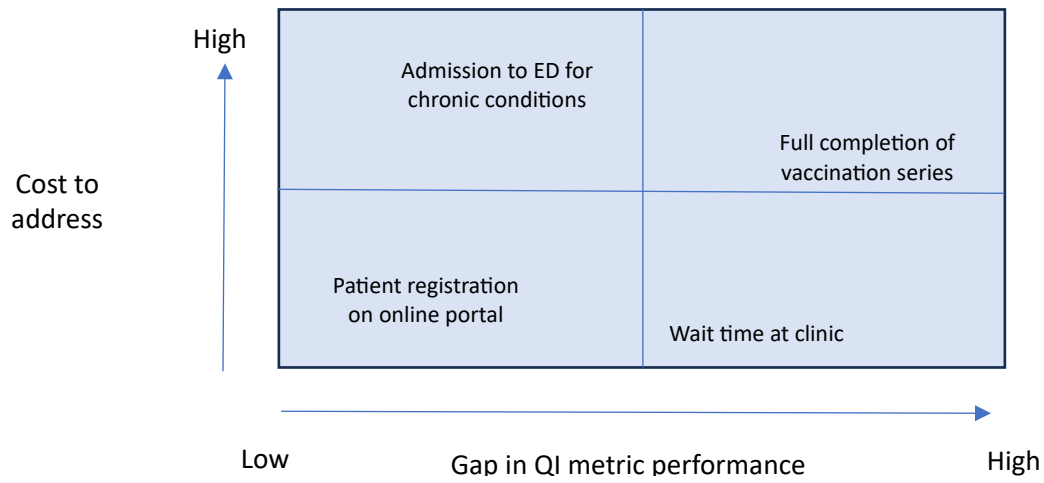 High
Admission to ED for
chronic conditions
Full completion of
vaccination series
Cost to
address
Patient registration
on online portal
Wait time at clinic
Low
Gap in QI metric performance
High